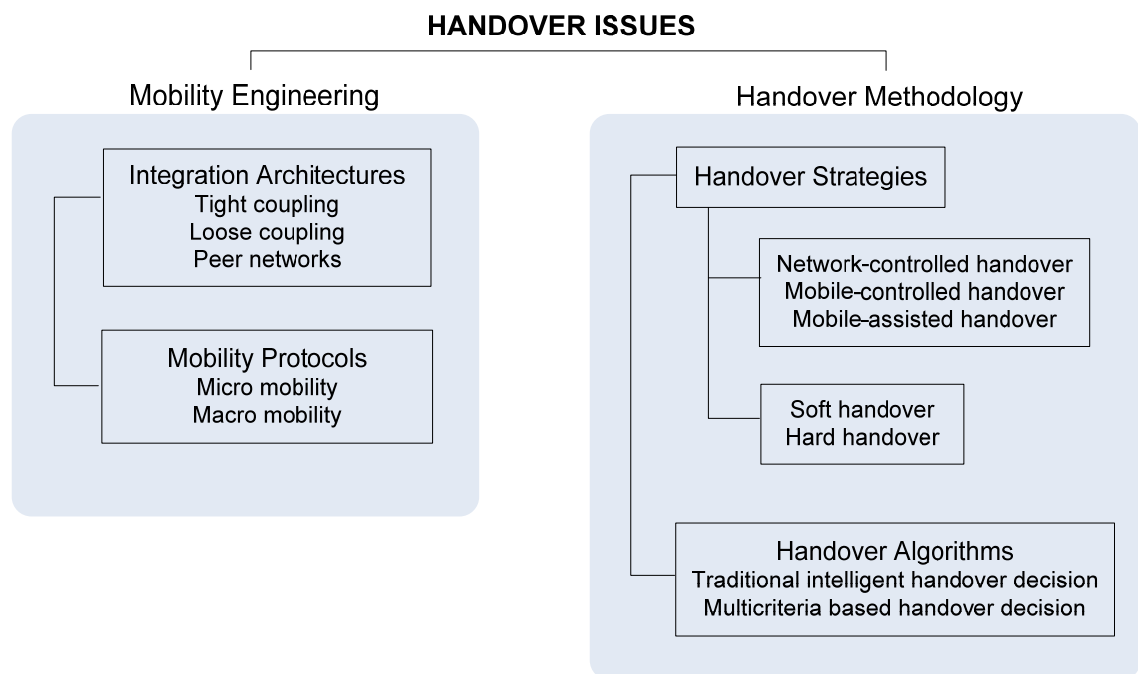 HANDOVER ISSUES
Mobility Engineering
Integration Architectures
Tight coupling
Loose coupling
Peer networks
Mobility Protocols
Micro mobility
Macro mobility
Handover Methodology
Handover Strategies
Network-controlled handover
Mobile-controlled handover
Mobile-assisted handover
Soft handover
Hard handover
Handover Algorithms
Traditional intelligent handover decision
Multicriteria based handover decision